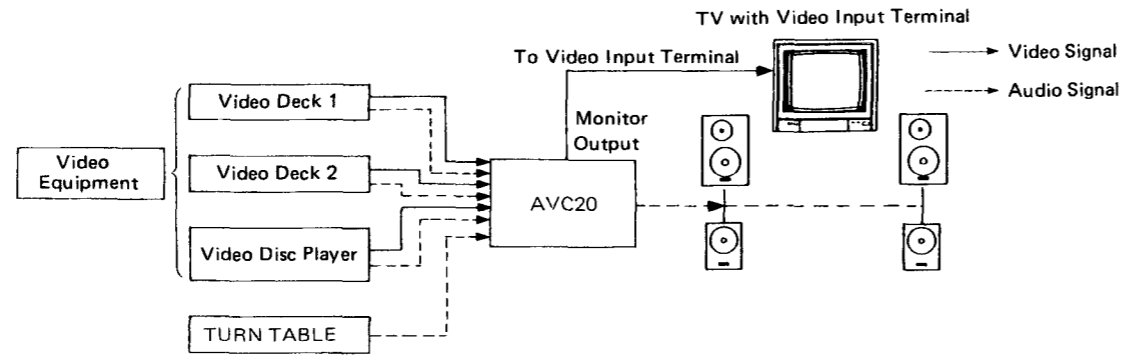 TV with Video Input Terminal
To Video Input Terminal
Video Signal
Audio Signal
Video Deck 1
Monitor
Output
Video
Equipment
Video Deck 2
AVC20
Video Disc Player
TURN TABLE